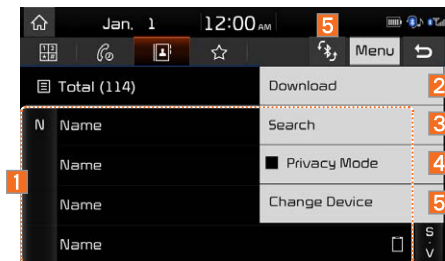 Jan. 1 12:00 AM
5
Menu
Total (114)
Download 2
N Name
Search 3
1
Name
Privacy Mode 4
Name
Change Device 5
Name
S
V